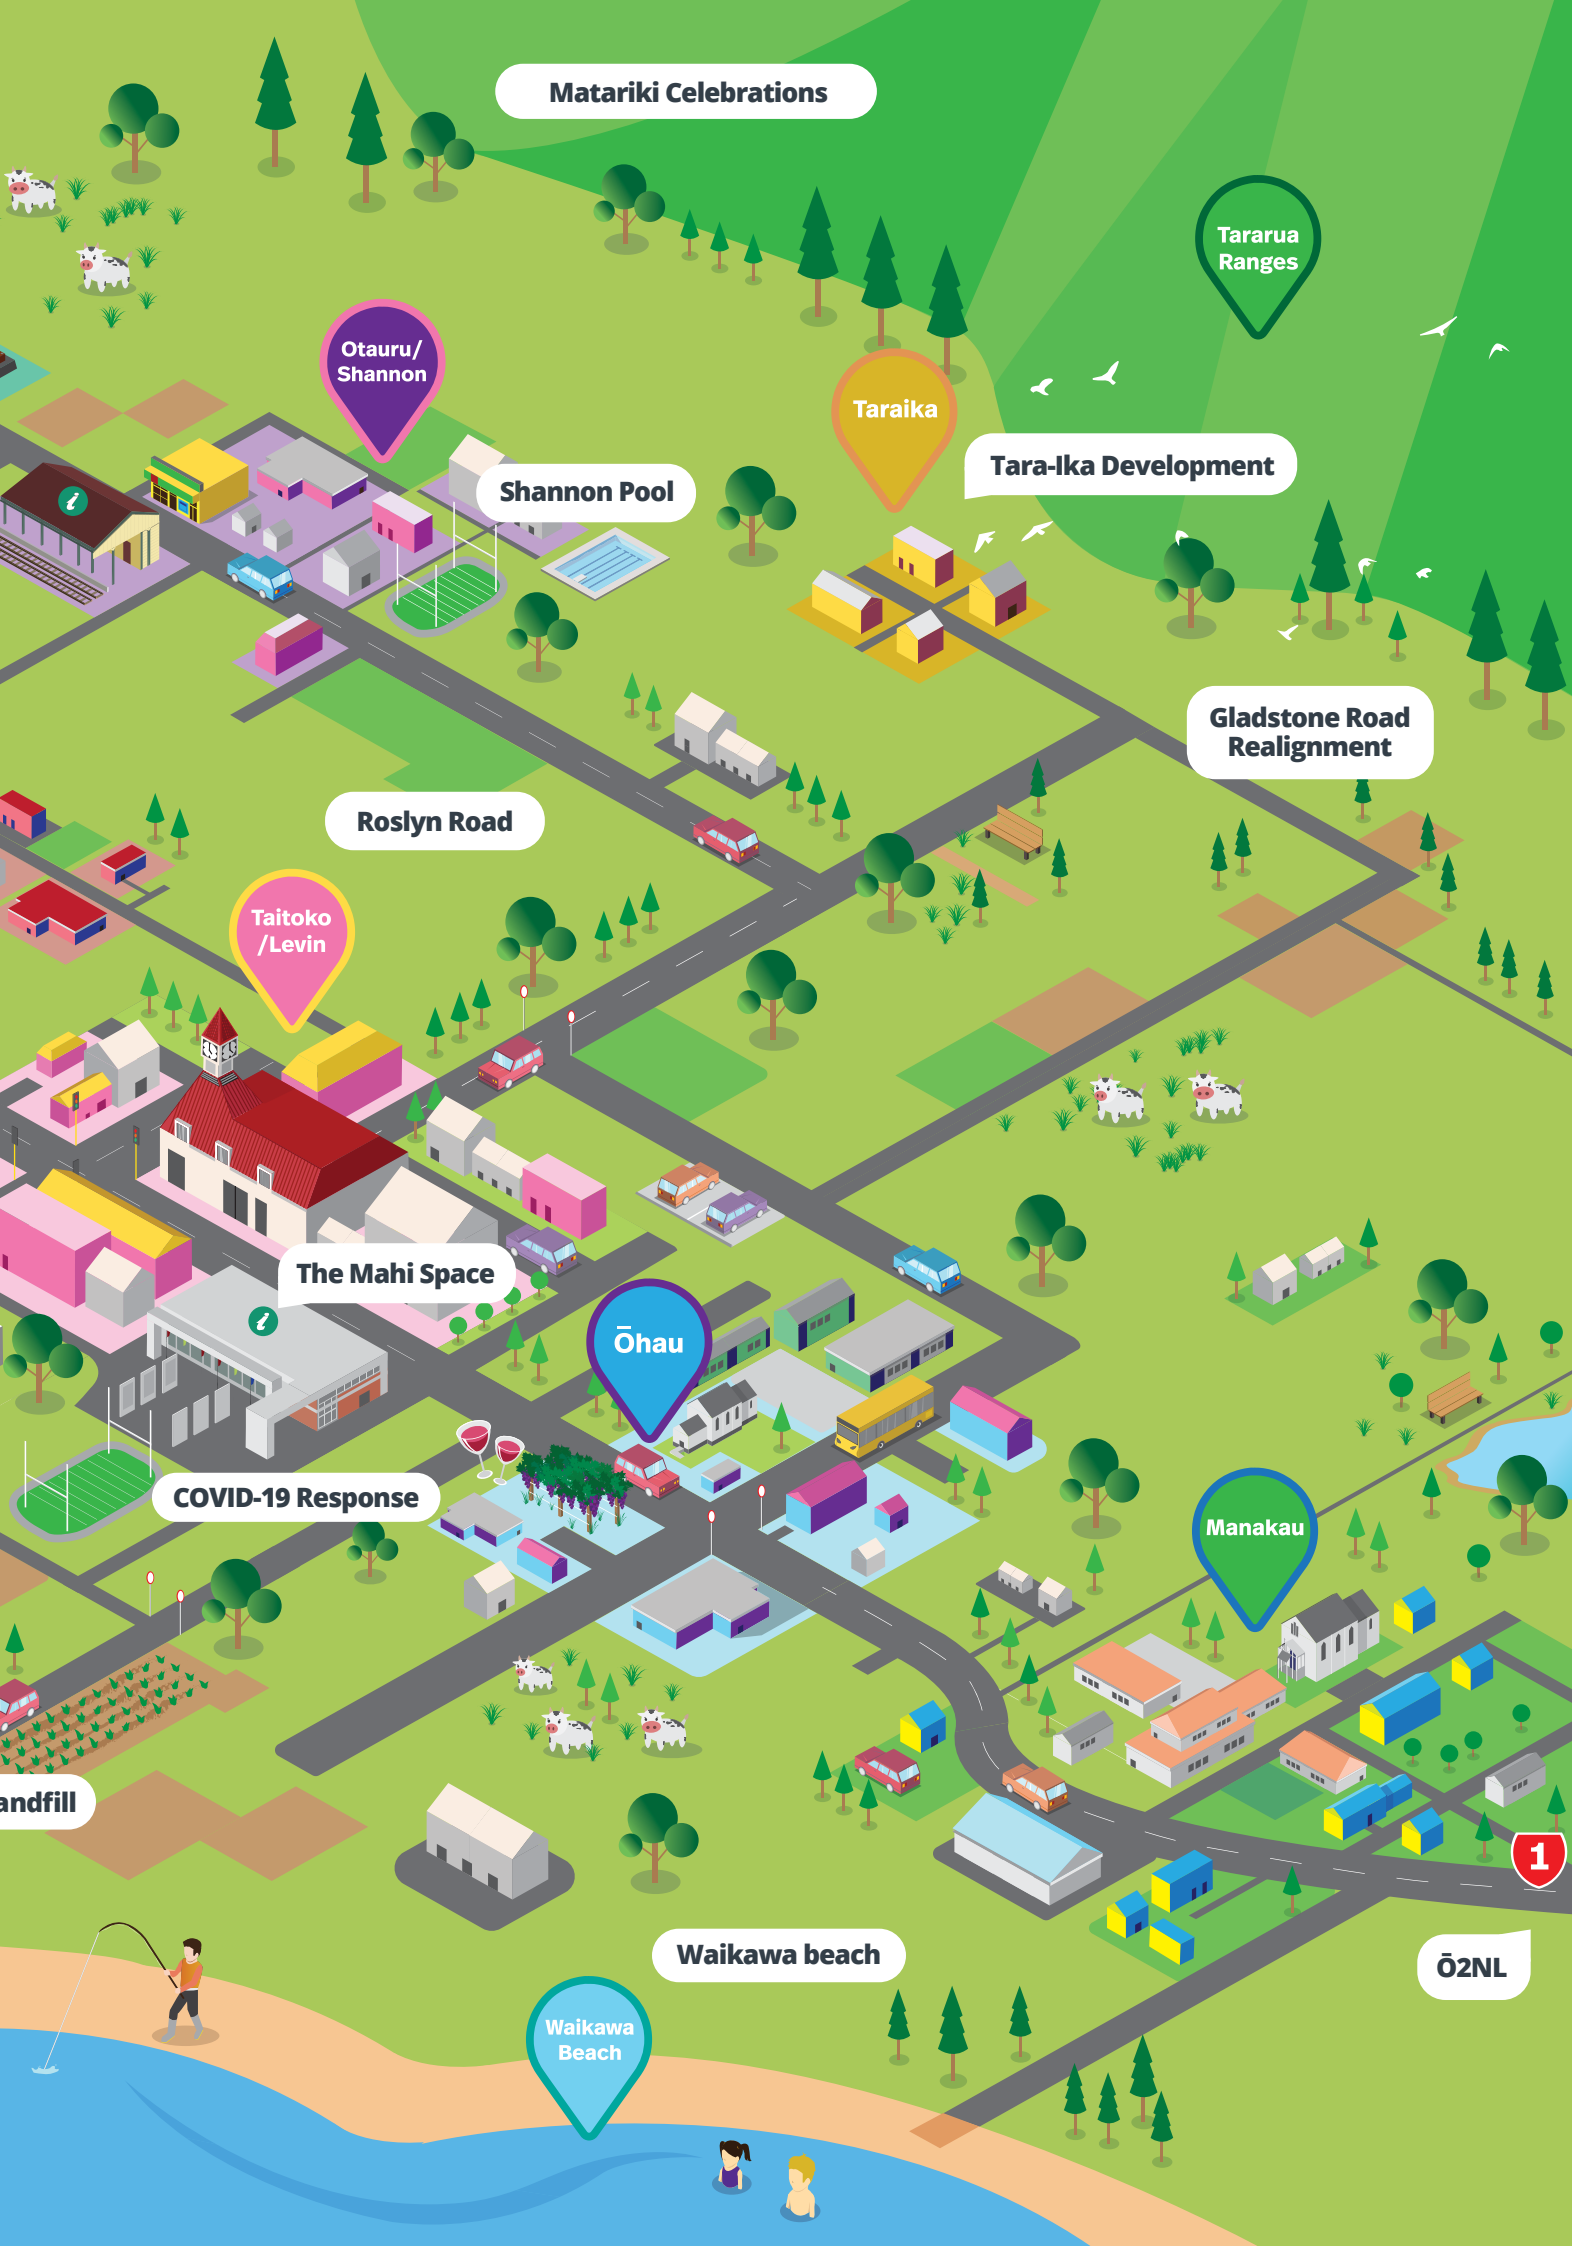 Matariki Celebrations
Tararua
Ranges
Otauru/
Shannon
Taraika
Tara-Ika Development
Shannon Pool
i
Gladstone Road
Realignment
Roslyn Road
Taitoko
/Levin
The Mahi Space
i
Ōhau
COVID-19 Response
Manakau
andfill
1
Waikawa beach
Ō2NL
Waikawa
Beach